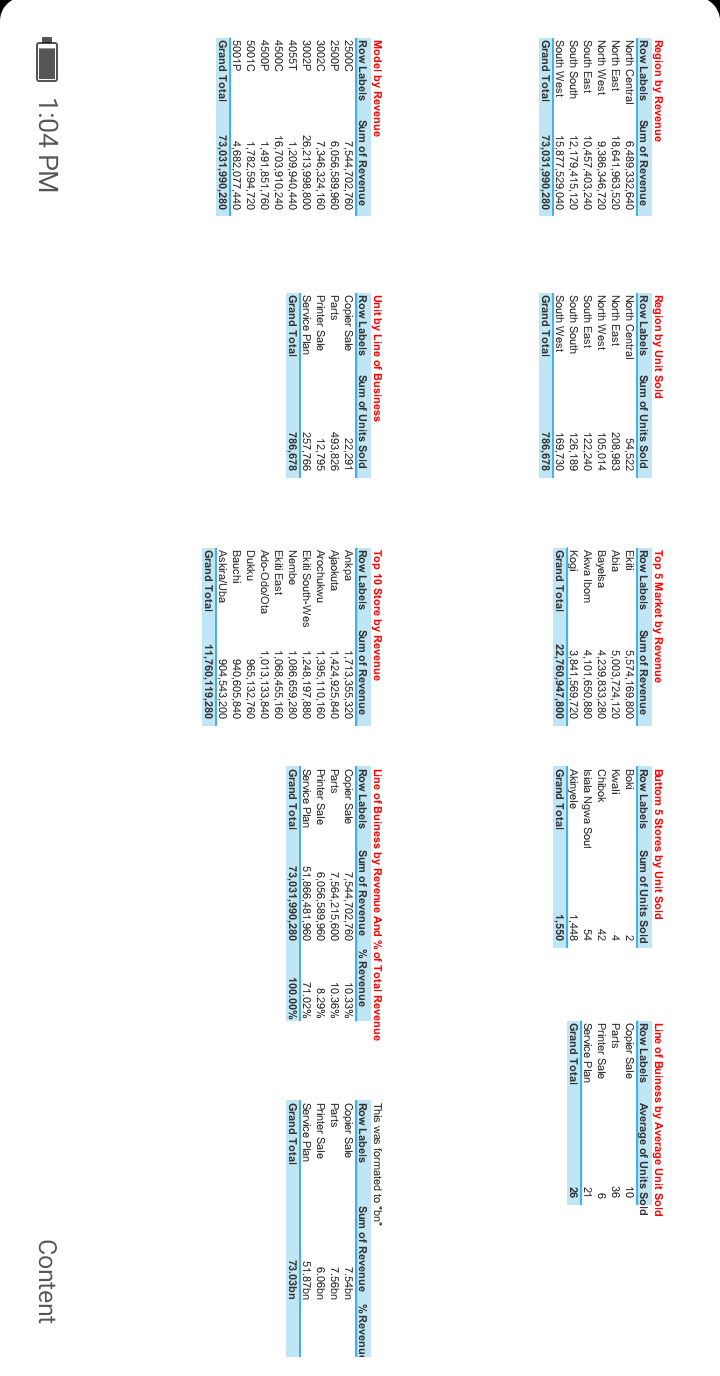 Region by Revenue
Row Labels Sum of Revenue
North Central 6,489,332,640
North East 18,641,963,520
North West 9,386,346,720
South East 10,457,403,240
South South 12,179,415,120
South West 15,877,529,040
Grand Total 73,031,990,280
Region by Unit Sold
Row Labels Sum of Units Sold
North Central 54,522
North East 208,983
North West 105,014
South East 122,240
South South 126,189
South West 169,730
Grand Total 786,678
Top 5 Market by Revenue
Row Labels Sum of Revenue
Ekiti 5,574,169,800
Abia 5,003,724,120
Bayelsa 4,239,833,280
Akwa Ibom 4,101,650,880
Kogi 3,841,569,720
Grand Total 22,760,947,800
Buttom 5 Stores by Unit Sold
Row Labels Sum of Units Sold
Boki 2
Kwali 4
Chibok 42
Isiala Ngwa Soul 54
Akinyele 1,448
Grand Total 1,550
Line of Buiness by Average Unit Sold
Row Labels Average of Units Sold
Copier Sale 10
Parts 36
Printer Sale 6
Service Plan 21
Grand Total 26
Model by Revenue
Row Labels Sum of Revenue
2500C 7,544,702,760
2500P 6,056,589,960
3002C 7,346,324,160
3002P 26,213,998,800
4055T 1,209,940,440
4500C 16,703,910,240
4500P 1,491,851,760
5001C 1,782,594,720
5001P 4,682,077,440
Grand Total 73,031,990,280
Unit by Line of Business
Row Labels Sum of Units Sold
Copier Sale 22,291
Parts 493,826
Printer Sale 12,795
Service Plan 257,766
Grand Total 786,678
Top 10 Store by Revenue
Row Labels Sum of Revenue
Ankpa 1,713,355,320
Ajaokuta 1,424,925,840
Arochukwu 1,395,110,160
Ekiti South-Wes 1,248,197,880
Nembe 1,086,659,280
Ekiti East 1,068,455,160
Ado-Odo/Ota 1,013,133,840
Dukku 965,132,760
Bauchi 940,605,840
Askira/Uba 904,543,200
Grand Total 11,760,119,280
Line of Buiness by Revenue And % of Total Revenue
Row Labels Sum of Revenue % Revenue
Copier Sale 7,544,702,760 10.33%
Parts 7,564,215,600 10.36%
Printer Sale 6,056,589,960 8.29%
Service Plan 51,866,481,960 71.02%
Grand Total 73,031,990,280 100.00%
This was formated to "bn"
Row Labels Sum of Revenue % Revenu
Copier Sale 7.54bn
Parts 7.56bn
Printer Sale 6.06bn
Service Plan 51.87bn
Grand Total 73.03bn
1:04 PM
Content